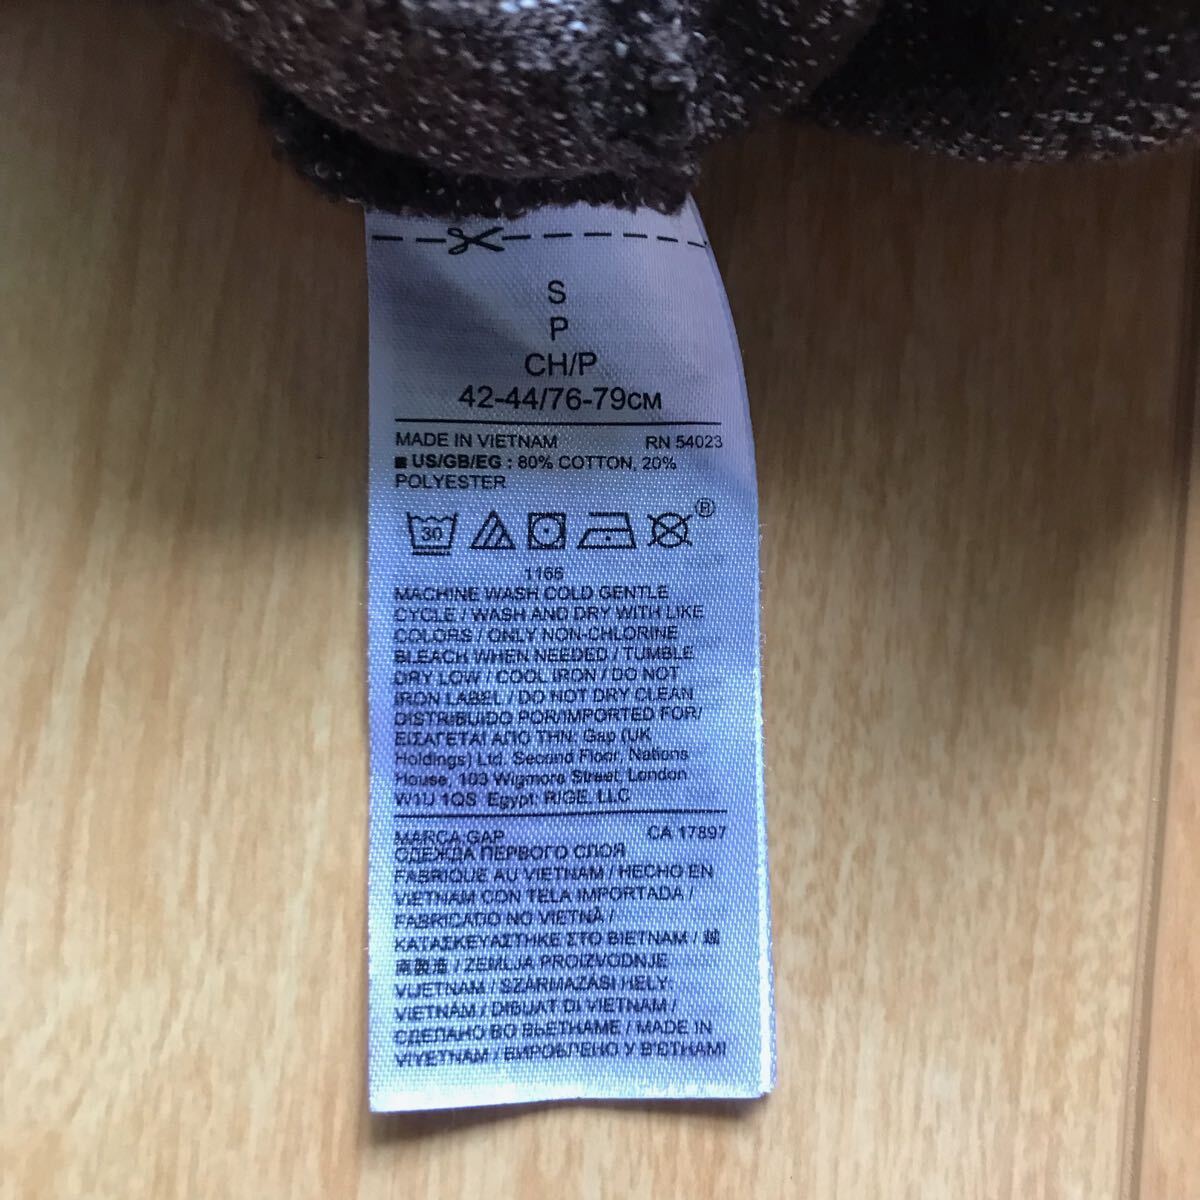 S
P
CH/P
42-44/76-79CM
MADE IN VIETNAM RN 54023
■ US/GB/EG : 80% COTTON, 20%
POLYESTER
30 ®
1166
MACHINE WASH COLD GENTLE
CYCLE / WASH AND DRY WITH LIKE
COLORS / ONLY NON-CHLORINE
BLEACH WHEN NEEDED / TUMBLE
DRY LOW / COOL IRON / DO NOT
IRON LABEL / DO NOT DRY CLEAN
DISTRIBUIDO POR/IMPORTED FOR/
ΕΙΣΑΓΕΤΑΙ ΑΠΟ ΤΗΝ: Gap (UK
Holdings) Ltd, Second Floor, Nations
House, 103 Wigmore Street, London
W1U 1QS Egypt: RIGE, LLC
MARCA:GAP CA 17897
ОДЕЖДА ПЕРВОГО СЛОЯ
FABRIQUE AU VIETNAM / HECHO EN
VIETNAM CON TELA IMPORTADA /
FABRICADO NO VIETNÃ /
ΚΑΤΑΣΚΕΥΑΣΤΗΚΕ ΣΤΟ ΒΙΕΤΝΑΜ / 越
南製造 / ZEMLJA PROIZVODNJE
VIJETNAM / SZÁRMAZÁSI HELY:
VIETNAM / DIBUAT DI VIETNAM /
СДЕЛАНО ВО ВЬЕТНАМЕ / MADE IN
VIYETNAM / ВИРОБЛЕНО У В'ЄТНАМІ